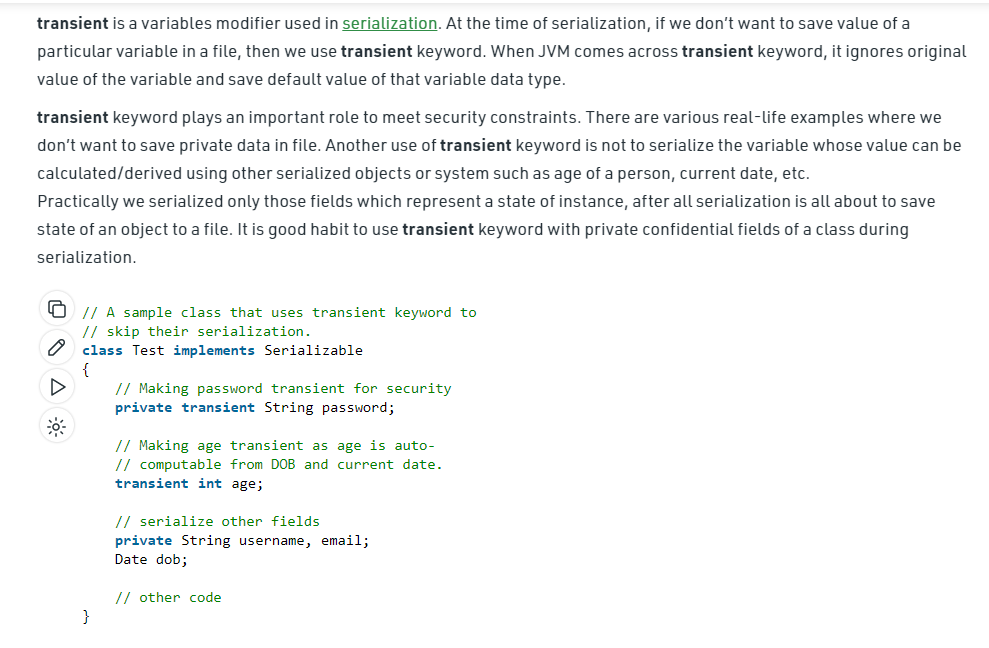 transient is a variables modifier used in serialization. At the time of serialization, if we don't want to save value of a
particular variable in a file, then we use transient keyword. When JVM comes across transient keyword, it ignores original
value of the variable and save default value of that variable data type.
transient keyword plays an important role to meet security constraints. There are various real-life examples where we
don't want to save private data in file. Another use of transient keyword is not to serialize the variable whose value can be
calculated/derived using other serialized objects or system such as age of a person, current date, etc.
Practically we serialized only those fields which represent a state of instance, after all serialization is all about to save
state of an object to a file. It is good habit to use transient keyword with private confidential fields of a class during
serialization.
// A sample class that uses transient keyword to
// skip their serialization.
class Test implements Serializable
{
    // Making password transient for security
    private transient String password;
    // Making age transient as age is auto-
    // computable from DOB and current date.
    transient int age;
    // serialize other fields
    private String username, email;
    Date dob;
    // other code
}